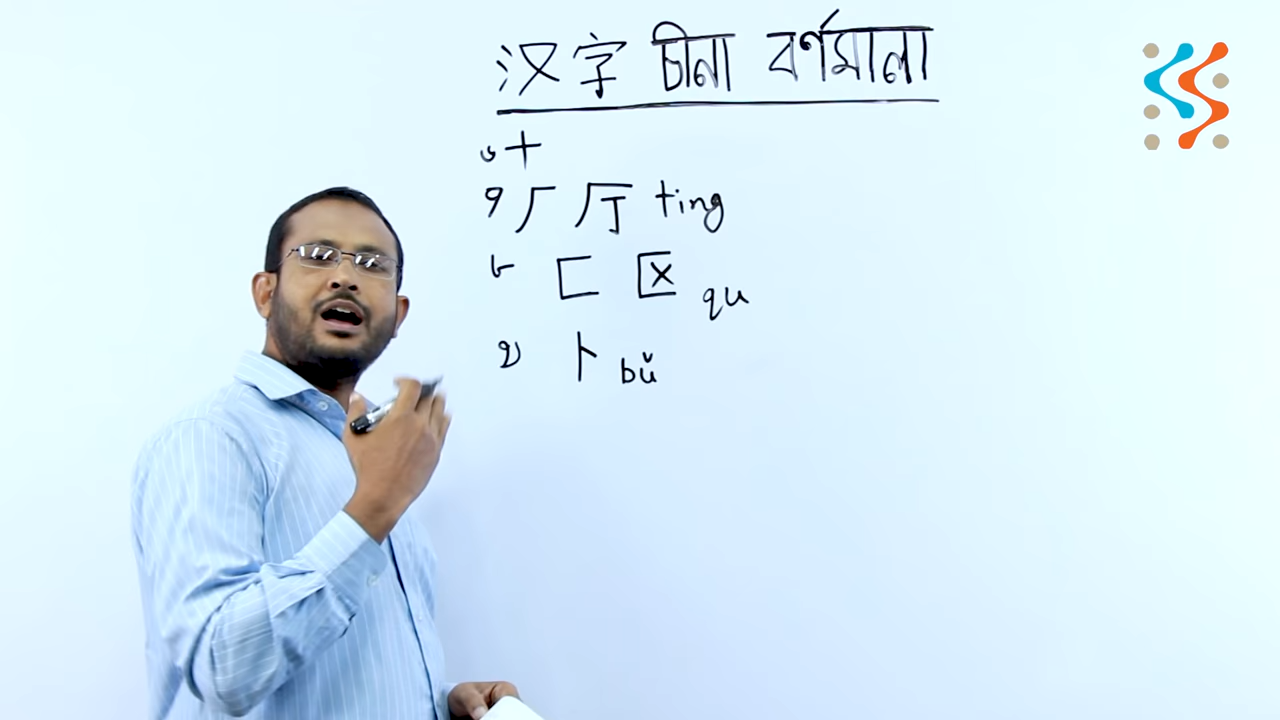 汉字 চীনা বর্ণমালা
৬ 十
৭ 厂 厅 ting
৮ 匚 区 qu
৯ 卜 bǔ